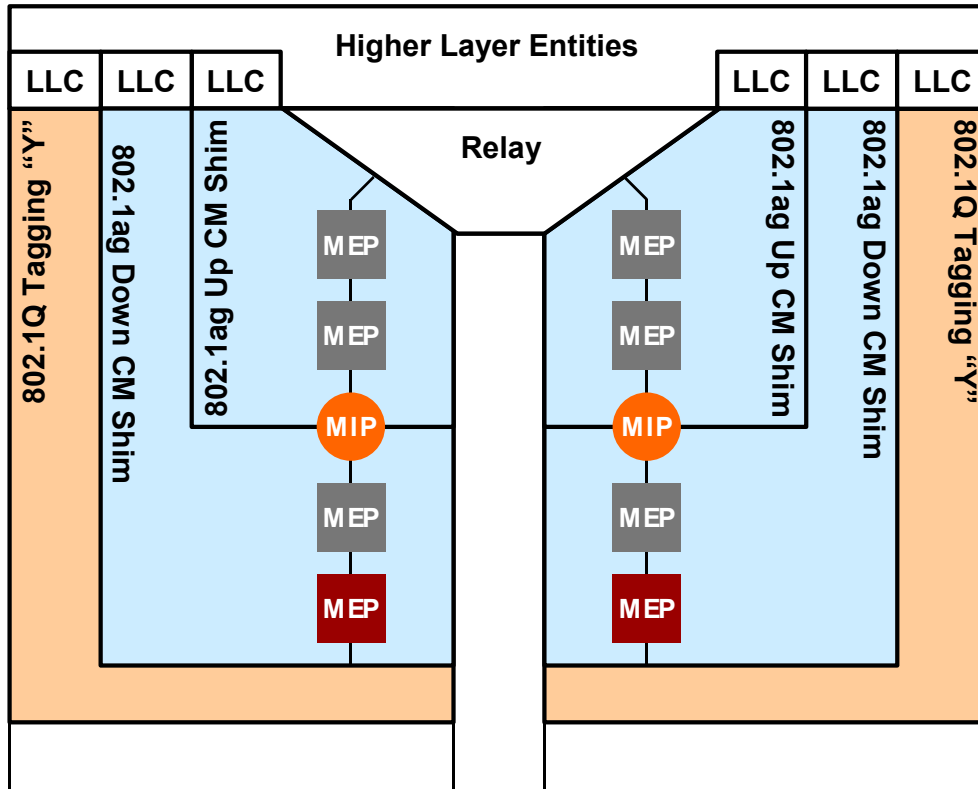 Higher Layer Entities
LLC
LLC
LLC
LLC
LLC
LLC
Relay
802.1Q Tagging “Y”
802.1ag Down CM Shim
802.1ag Up CM Shim
802.1ag Up CM Shim
802.1ag Down CM Shim
802.1Q Tagging “Y”
MEP
MEP
MEP
MEP
MIP
MIP
MEP
MEP
MEP
MEP